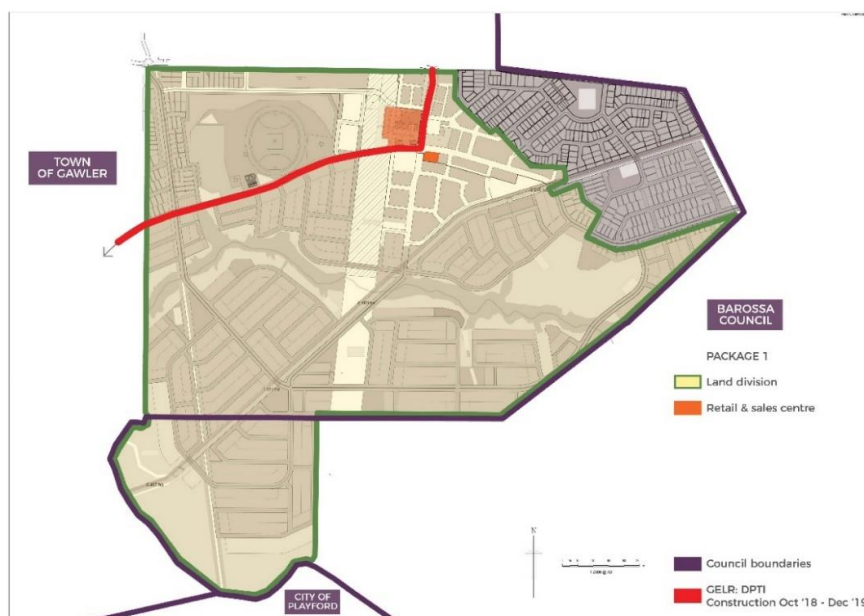 TOWN
OF GAWLER
BAROSSA
COUNCIL
PACKAGE 1
Land division
Retail & sales centre
N
CITY OF
PLAYFORD
Council boundaries
GELR: DPTI
Construction Oct '18 - Dec '19